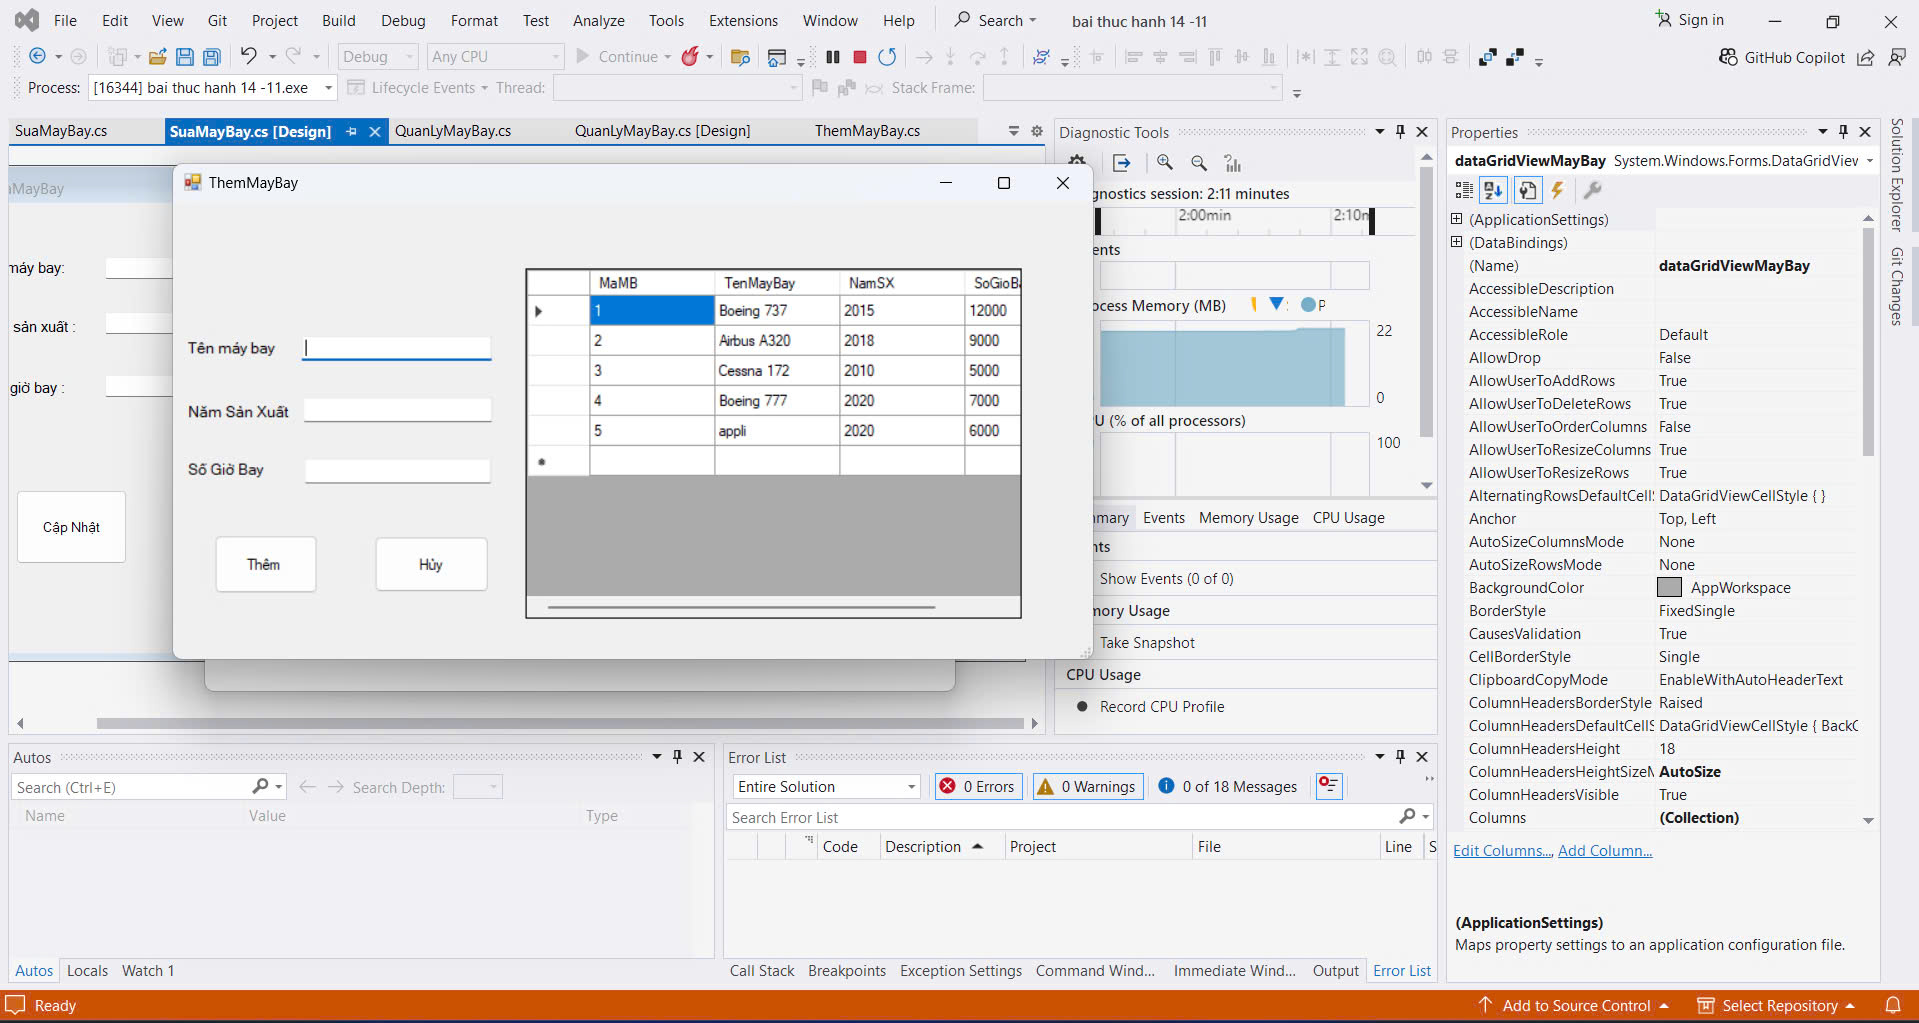 File Edit View Git Project Build Debug Format Test Analyze Tools Extensions Window Help Search bai thuc hanh 14 -11 Sign in
Debug Any CPU Continue GitHub Copilot
Process: [16344] bai thuc hanh 14 -11.exe Lifecycle Events Thread: Stack Frame:
SuaMayBay.cs SuaMayBay.cs [Design] QuanLyMayBay.cs QuanLyMayBay.cs [Design] ThemMayBay.cs
aMayBay
máy bay:
sản xuất :
giờ bay :
Cập Nhật
ThemMayBay
Tên máy bay
Năm Sản Xuất
Số Giờ Bay
Thêm Hủy
MaMB TenMayBay NamSX SoGioBa
1 Boeing 737 2015 12000
2 Airbus A320 2018 9000
3 Cessna 172 2010 5000
4 Boeing 777 2020 7000
5 appli 2020 6000
Diagnostic Tools
gnostics session: 2:11 minutes
2:00min 2:10m
ents
ocess Memory (MB) P
22
0
U (% of all processors)
100
mmary Events Memory Usage CPU Usage
nts
Show Events (0 of 0)
mory Usage
Take Snapshot
CPU Usage
Record CPU Profile
Properties
dataGridViewMayBay System.Windows.Forms.DataGridView
(ApplicationSettings)
(DataBindings)
(Name) dataGridViewMayBay
AccessibleDescription
AccessibleName
AccessibleRole Default
AllowDrop False
AllowUserToAddRows True
AllowUserToDeleteRows True
AllowUserToOrderColumns False
AllowUserToResizeColumns True
AllowUserToResizeRows True
AlternatingRowsDefaultCell DataGridViewCellStyle { }
Anchor Top, Left
AutoSizeColumnsMode None
AutoSizeRowsMode None
BackgroundColor AppWorkspace
BorderStyle FixedSingle
CausesValidation True
CellBorderStyle Single
ClipboardCopyMode EnableWithAutoHeaderText
ColumnHeadersBorderStyle Raised
ColumnHeadersDefaultCellS DataGridViewCellStyle { BackC
ColumnHeadersHeight 18
ColumnHeadersHeightSizeM AutoSize
ColumnHeadersVisible True
Columns (Collection)
Edit Columns..., Add Column...
(ApplicationSettings)
Maps property settings to an application configuration file.
Solution Explorer
Git Changes
Autos
Search (Ctrl+E) Search Depth:
Name Value Type
Autos Locals Watch 1
Error List
Entire Solution 0 Errors 0 Warnings 0 of 18 Messages
Search Error List
Code Description Project File Line S
Call Stack Breakpoints Exception Settings Command Wind... Immediate Wind... Output Error List
Ready Add to Source Control Select Repository